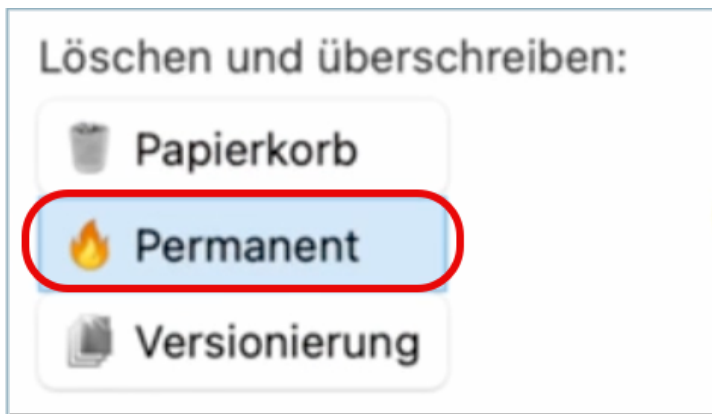 Löschen und überschreiben:
Papierkorb
Permanent
Versionierung